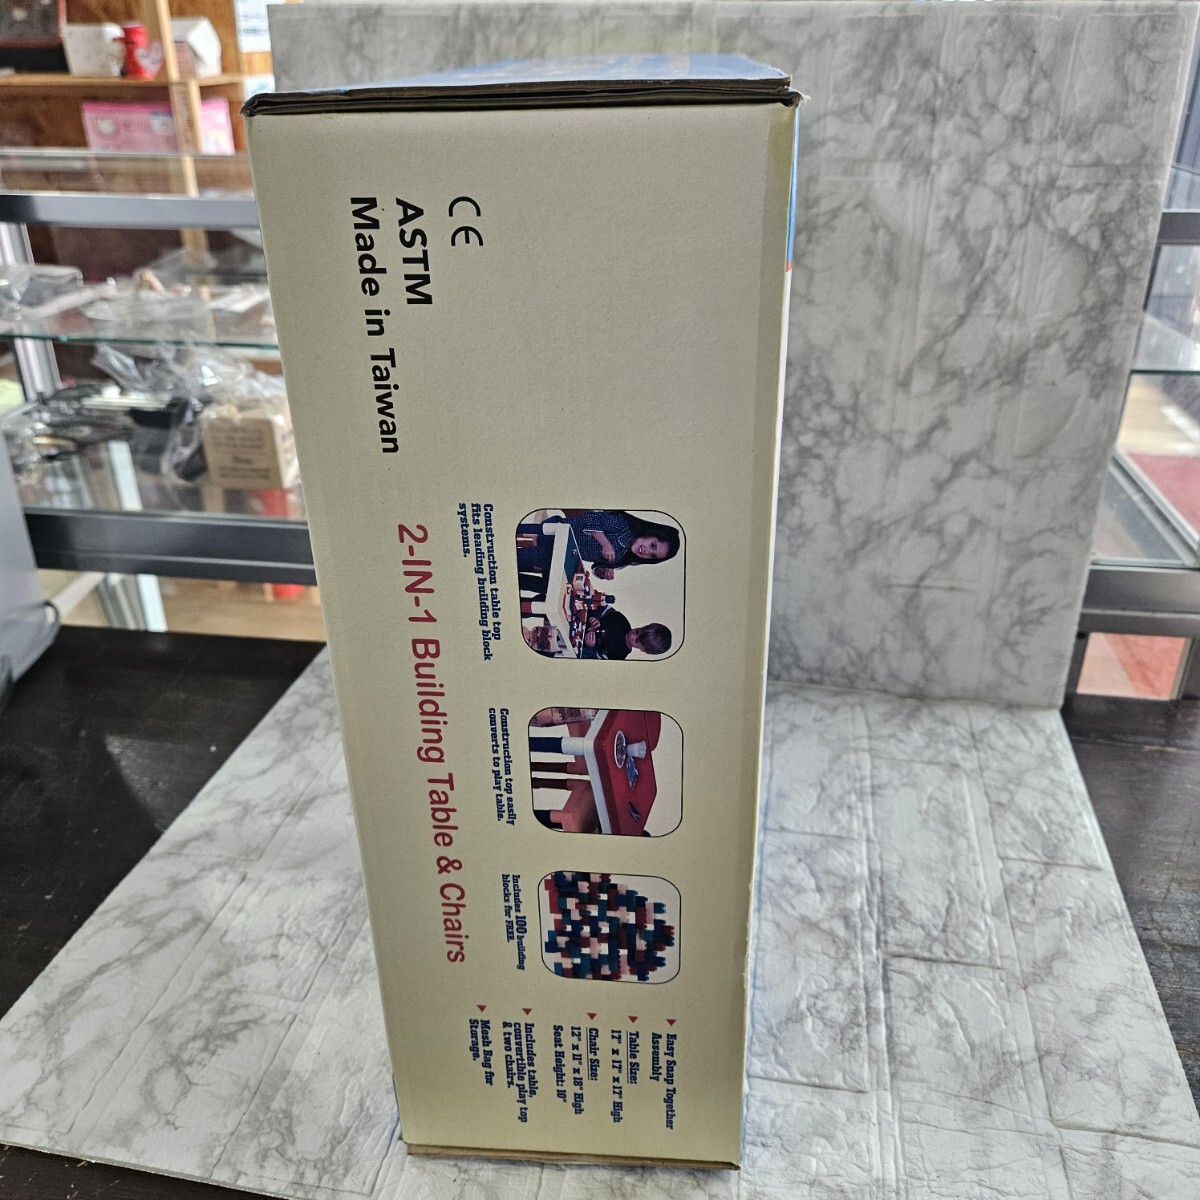 CE
ASTM
Made in Taiwan
Construction table top
fits leading building block
systems.
Construction top easily
converts to play table.
Includes 100 building
blocks for FREE.
2-IN-1 Building Table & Chairs
Easy Snap Together
Assembly
Table Size:
17" x 17" x 17" High
Chair Size:
12" x 11" x 18" High
Seat Height: 10"
Includes table,
convertible play top
& two chairs.
Mesh Bag for
Storage.